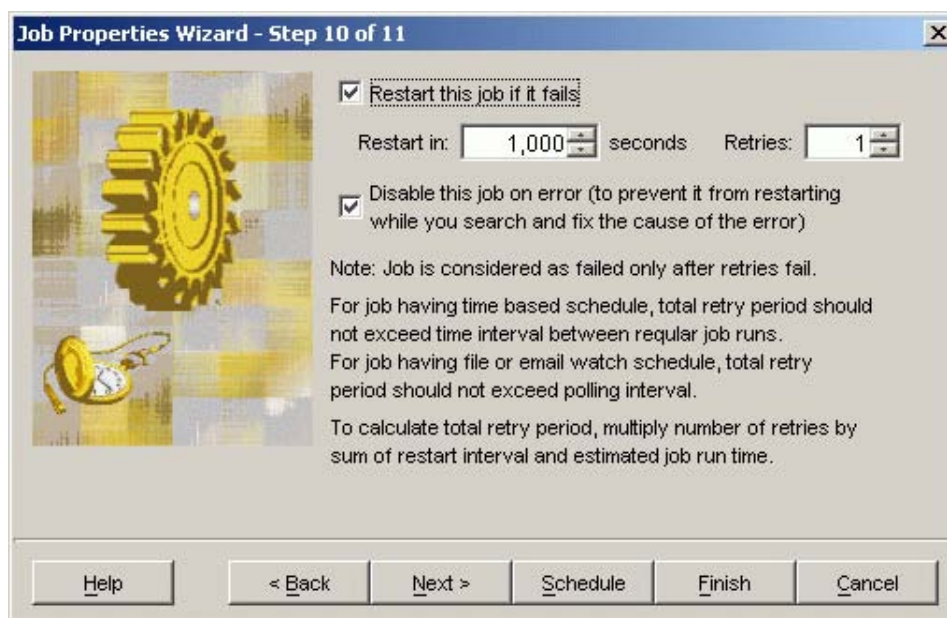 Job Properties Wizard - Step 10 of 11
Restart this job if it fails
Restart in: 1,000 seconds Retries: 1
Disable this job on error (to prevent it from restarting
while you search and fix the cause of the error)
Note: Job is considered as failed only after retries fail.
For job having time based schedule, total retry period should
not exceed time interval between regular job runs.
For job having file or email watch schedule, total retry
period should not exceed polling interval.
To calculate total retry period, multiply number of retries by
sum of restart interval and estimated job run time.
Help < Back Next > Schedule Finish Cancel